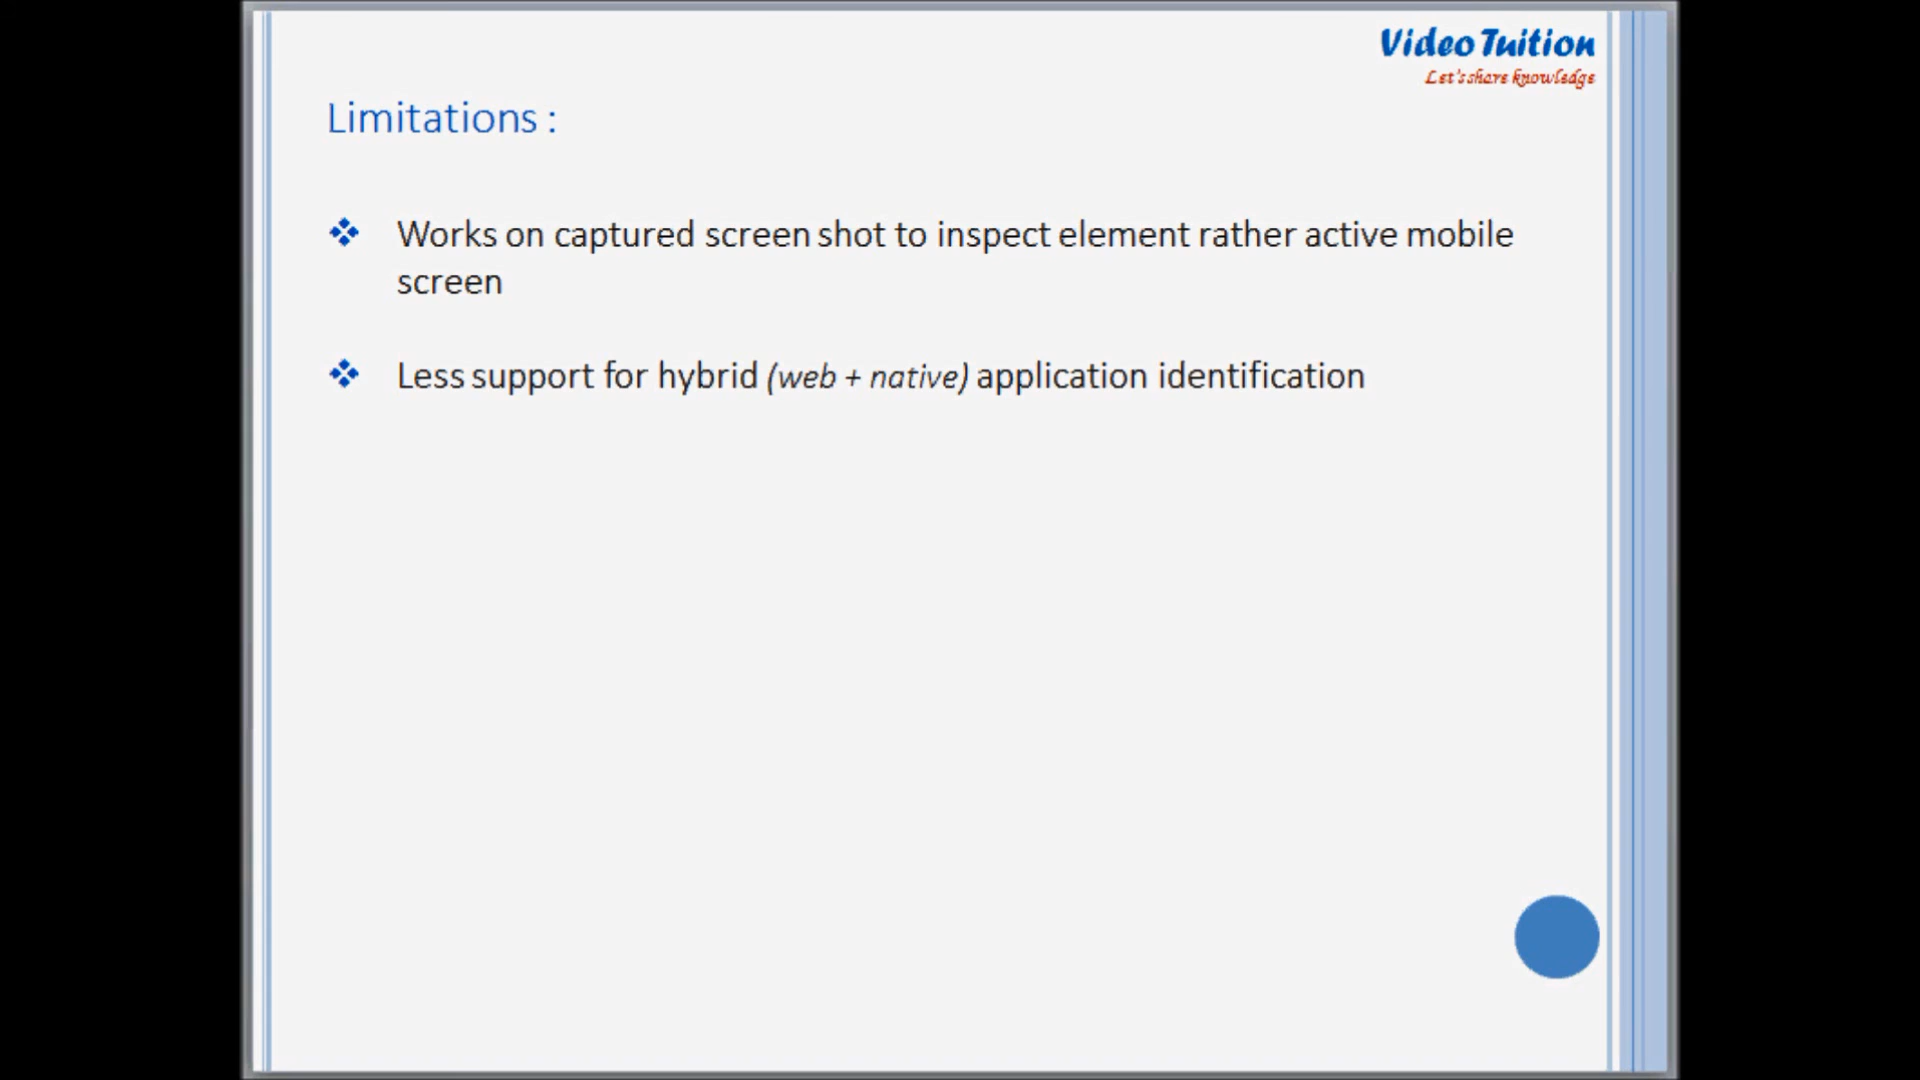 Video Tuition
Let's share knowledge
Limitations :
Works on captured screen shot to inspect element rather active mobile
screen
Less support for hybrid (web + native) application identification